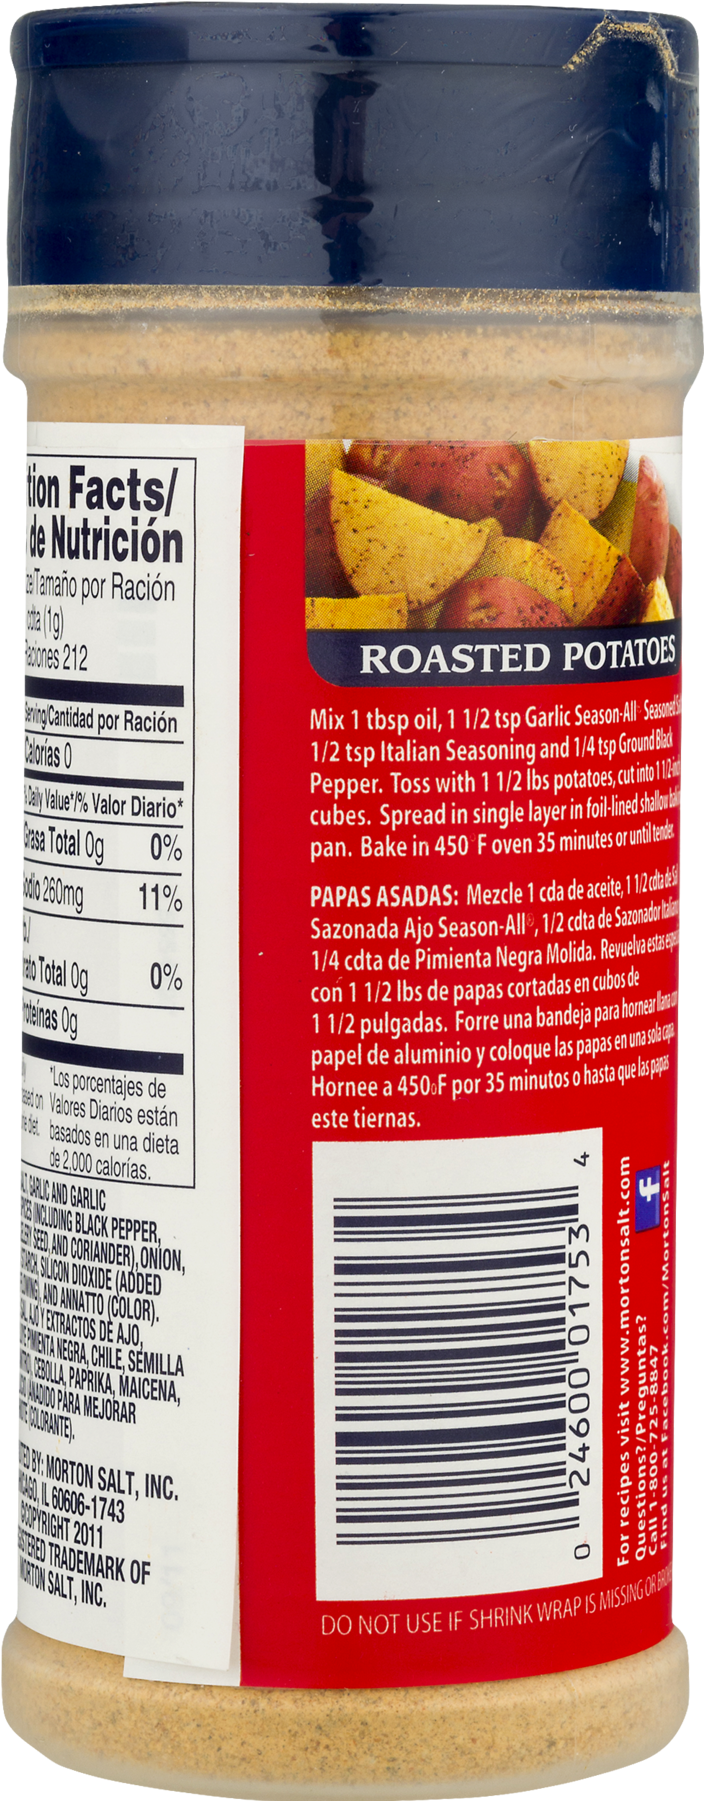 Facts/
de Nutrición
Tamaño por Ración
(1g)
212
Cantidad por Ración
Calorías 0
Daily Value*/% Valor Diario*
Grasa Total 0g 0%
260mg 11%
Total 0g 0%
0g
*Los porcentajes de
Valores Diarios están
diet. basados en una dieta
de 2,000 calorías.
GARLIC AND GARLIC
(INCLUDING BLACK PEPPER,
SEED, AND CORIANDER), ONION,
SILICON DIOXIDE (ADDED
AND ANNATTO (COLOR).
AJO Y EXTRACTOS DE AJO,
PIMIENTA NEGRA, CHILE, SEMILLA
CEBOLLA, PAPRIKA, MAICENA,
AÑADIDO PARA MEJORAR
(COLORANTE).
BY: MORTON SALT, INC.
IL 60606-1743
©COPYRIGHT 2011
TRADEMARK OF
MORTON SALT, INC.
ROASTED POTATOES
Mix 1 tbsp oil, 1 1/2 tsp Garlic Season-All® Seasoned
1/2 tsp Italian Seasoning and 1/4 tsp Ground Black
Pepper. Toss with 1 1/2 lbs potatoes, cut into 1 1/2-inch
cubes. Spread in single layer in foil-lined shallow
pan. Bake in 450°F oven 35 minutes or until tender.
PAPAS ASADAS: Mezcle 1 cda de aceite, 1 1/2 cdta de Sal
Sazonada Ajo Season-All®, 1/2 cdta de Sazonador Italiano
1/4 cdta de Pimienta Negra Molida. Revuelva estas
con 1 1/2 lbs de papas cortadas en cubos de
1 1/2 pulgadas. Forre una bandeja para hornear llana con
papel de aluminio y coloque las papas en una sola capa.
Hornee a 450°F por 35 minutos o hasta que las papas
este tiernas.
0 24600 01753 4
For recipes visit www.mortonsalt.com
Questions?/Preguntas?
Call 1-800-725-8847
f
Find us at Facebook.com/MortonSalt
DO NOT USE IF SHRINK WRAP IS MISSING OR